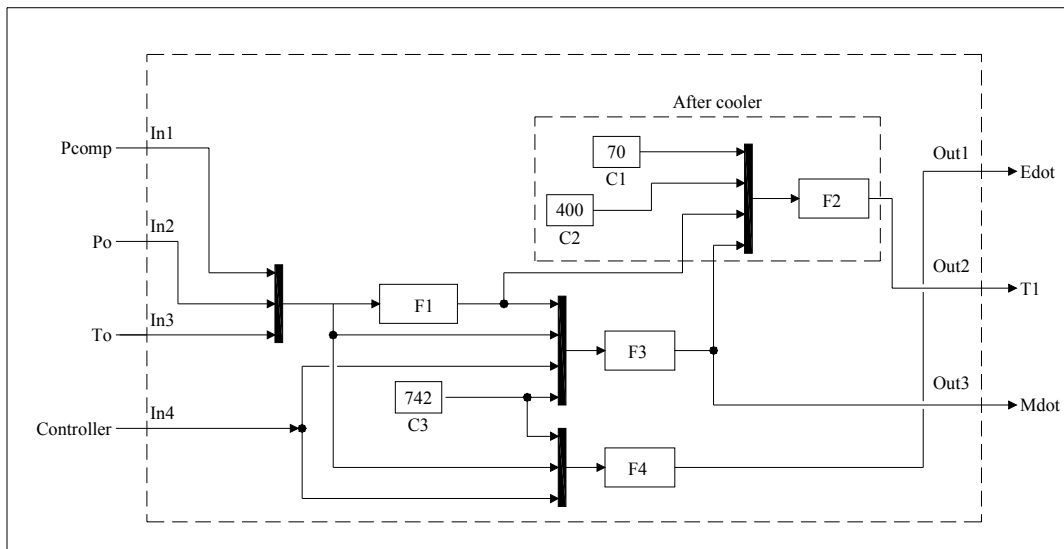 After cooler
In1
Pcomp
70
C1
Out1
Edot
F2
400
C2
In2
Po
Out2
T1
F1
In3
To
F3
742
C3
Out3
Mdot
In4
Controller
F4